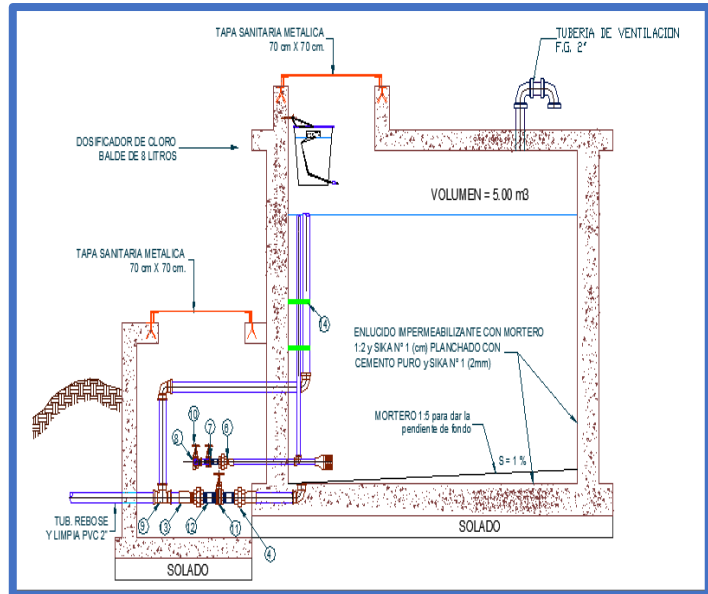 TAPA SANITARIA METALICA
70 cm X 70 cm.
TUBERIA DE VENTILACION
F.G. 2"
DOSIFICADOR DE CLORO
BALDE DE 8 LITROS
VOLUMEN = 5.00 m3
TAPA SANITARIA METALICA
70 cm X 70 cm.
14
ENLUCIDO IMPERMEABILIZANTE CON MORTERO
1:2 y SIKA N° 1 (cm) PLANCHADO CON
CEMENTO PURO y SIKA N° 1 (2mm)
MORTERO 1:5 para dar la
pendiente de fondo
S = 1 %
10
7
6
8
9
13
12
11
4
TUB. REBOSE
Y LIMPIA PVC 2"
SOLADO
SOLADO